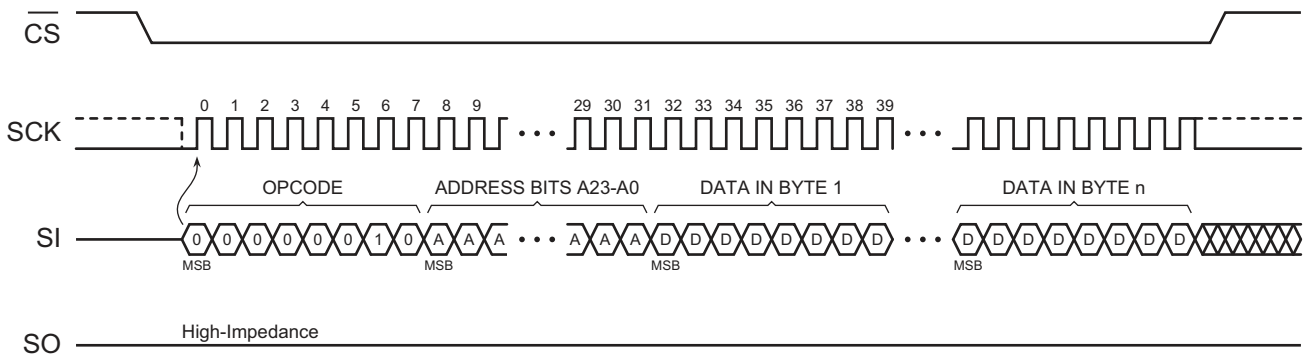 CS
0 1 2 3 4 5 6 7 8 9 29 30 31 32 33 34 35 36 37 38 39
SCK
OPCODE ADDRESS BITS A23-A0 DATA IN BYTE 1 DATA IN BYTE n
SI 0 0 0 0 0 0 1 0 A A A A A A D D D D D D D D D D D D D D D D
MSB MSB MSB MSB
High-Impedance
SO